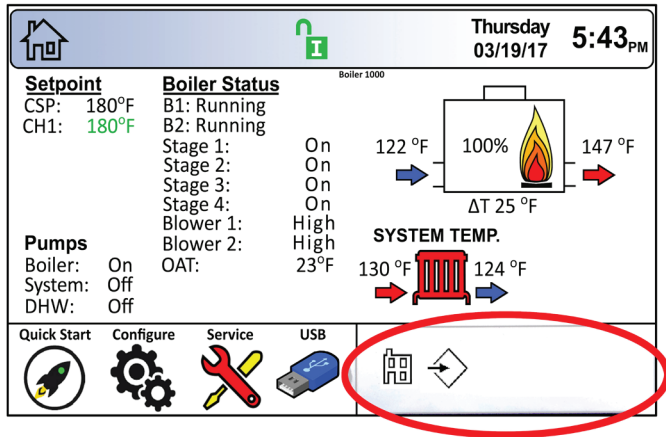 Thursday
03/19/17
5:43PM
I
Boiler 1000
Setpoint
CSP: 180°F
CH1: 180°F
Boiler Status
B1: Running
B2: Running
Stage 1: On
Stage 2: On
Stage 3: On
Stage 4: On
Blower 1: High
Blower 2: High
OAT: 23°F
Pumps
Boiler: On
System: Off
DHW: Off
122 °F
100%
147 °F
ΔT 25 °F
SYSTEM TEMP.
130 °F
124 °F
Quick Start
Configure
Service
USB